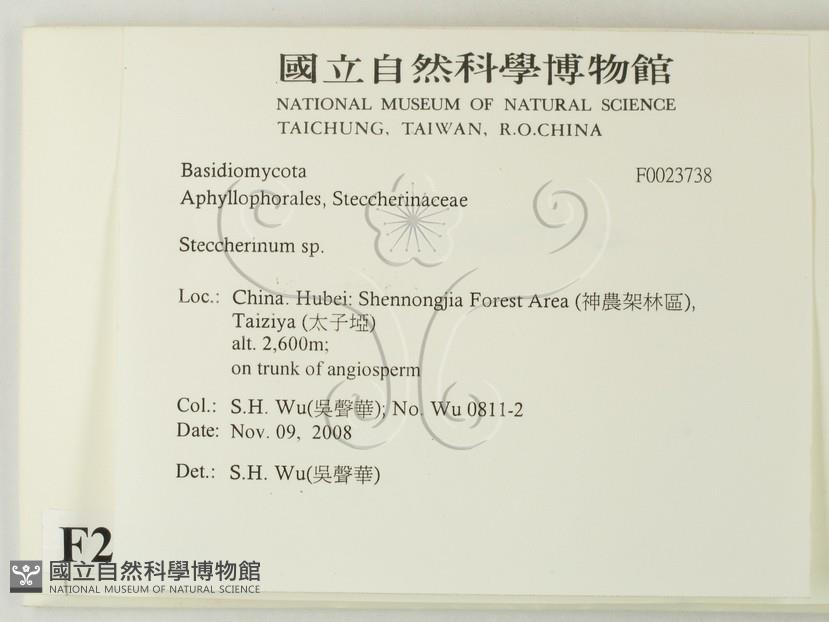 國立自然科學博物館
NATIONAL MUSEUM OF NATURAL SCIENCE
TAICHUNG, TAIWAN, R.O.CHINA
Basidiomycota F0023738
Aphyllophorales, Steccherinaceae
Steccherinum sp.
Loc.: China. Hubei: Shennongjia Forest Area (神農架林區),
Taiziya (太子埡)
alt. 2,600m;
on trunk of angiosperm
Col.: S.H. Wu(吳聲華); No. Wu 0811-2
Date: Nov. 09, 2008
Det.: S.H. Wu(吳聲華)
F2
國立自然科學博物館
NATIONAL MUSEUM OF NATURAL SCIENCE